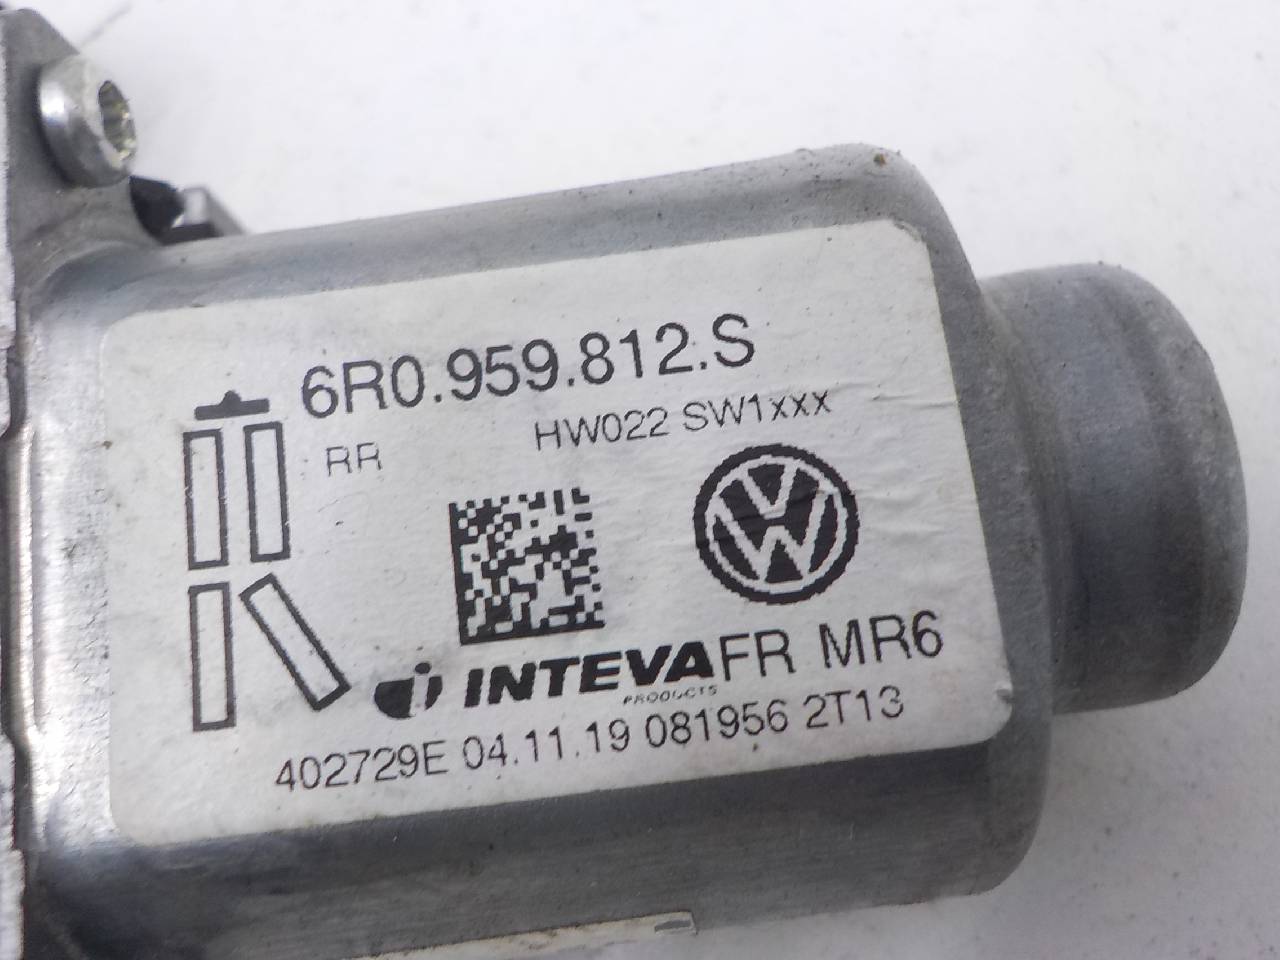 6R0.959.812.S
RR HW022 SW1xxx
INTEVA FR MR6
PRODUCTS
402729E 04.11.19 081956 2T13